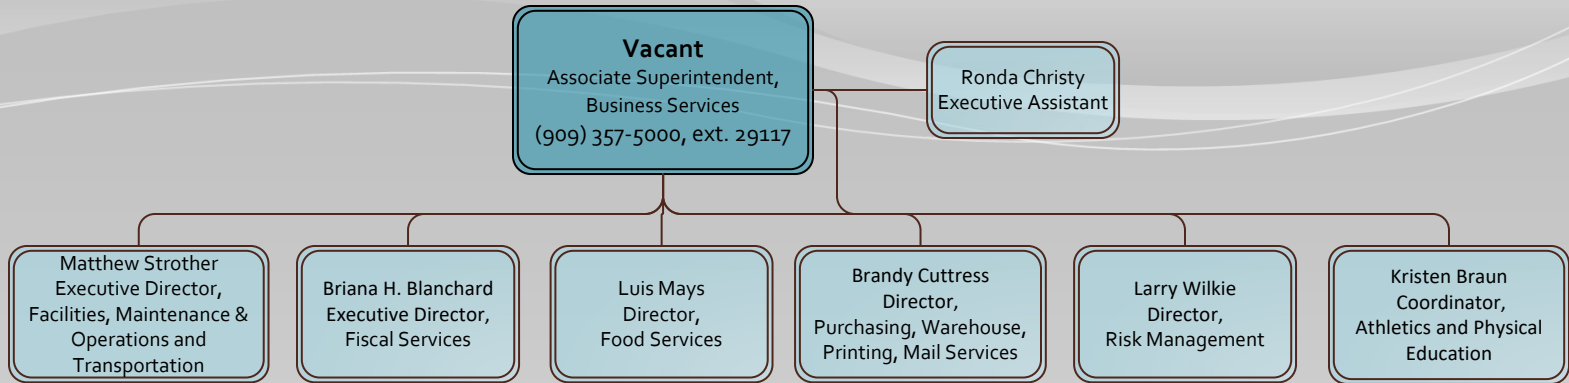 Vacant
Associate Superintendent,
Business Services
(909) 357-5000, ext. 29117
Ronda Christy
Executive Assistant
Matthew Strother
Executive Director,
Facilities, Maintenance &
Operations and
Transportation
Briana H. Blanchard
Executive Director,
Fiscal Services
Luis Mays
Director,
Food Services
Brandy Cuttress
Director,
Purchasing, Warehouse,
Printing, Mail Services
Larry Wilkie
Director,
Risk Management
Kristen Braun
Coordinator,
Athletics and Physical
Education